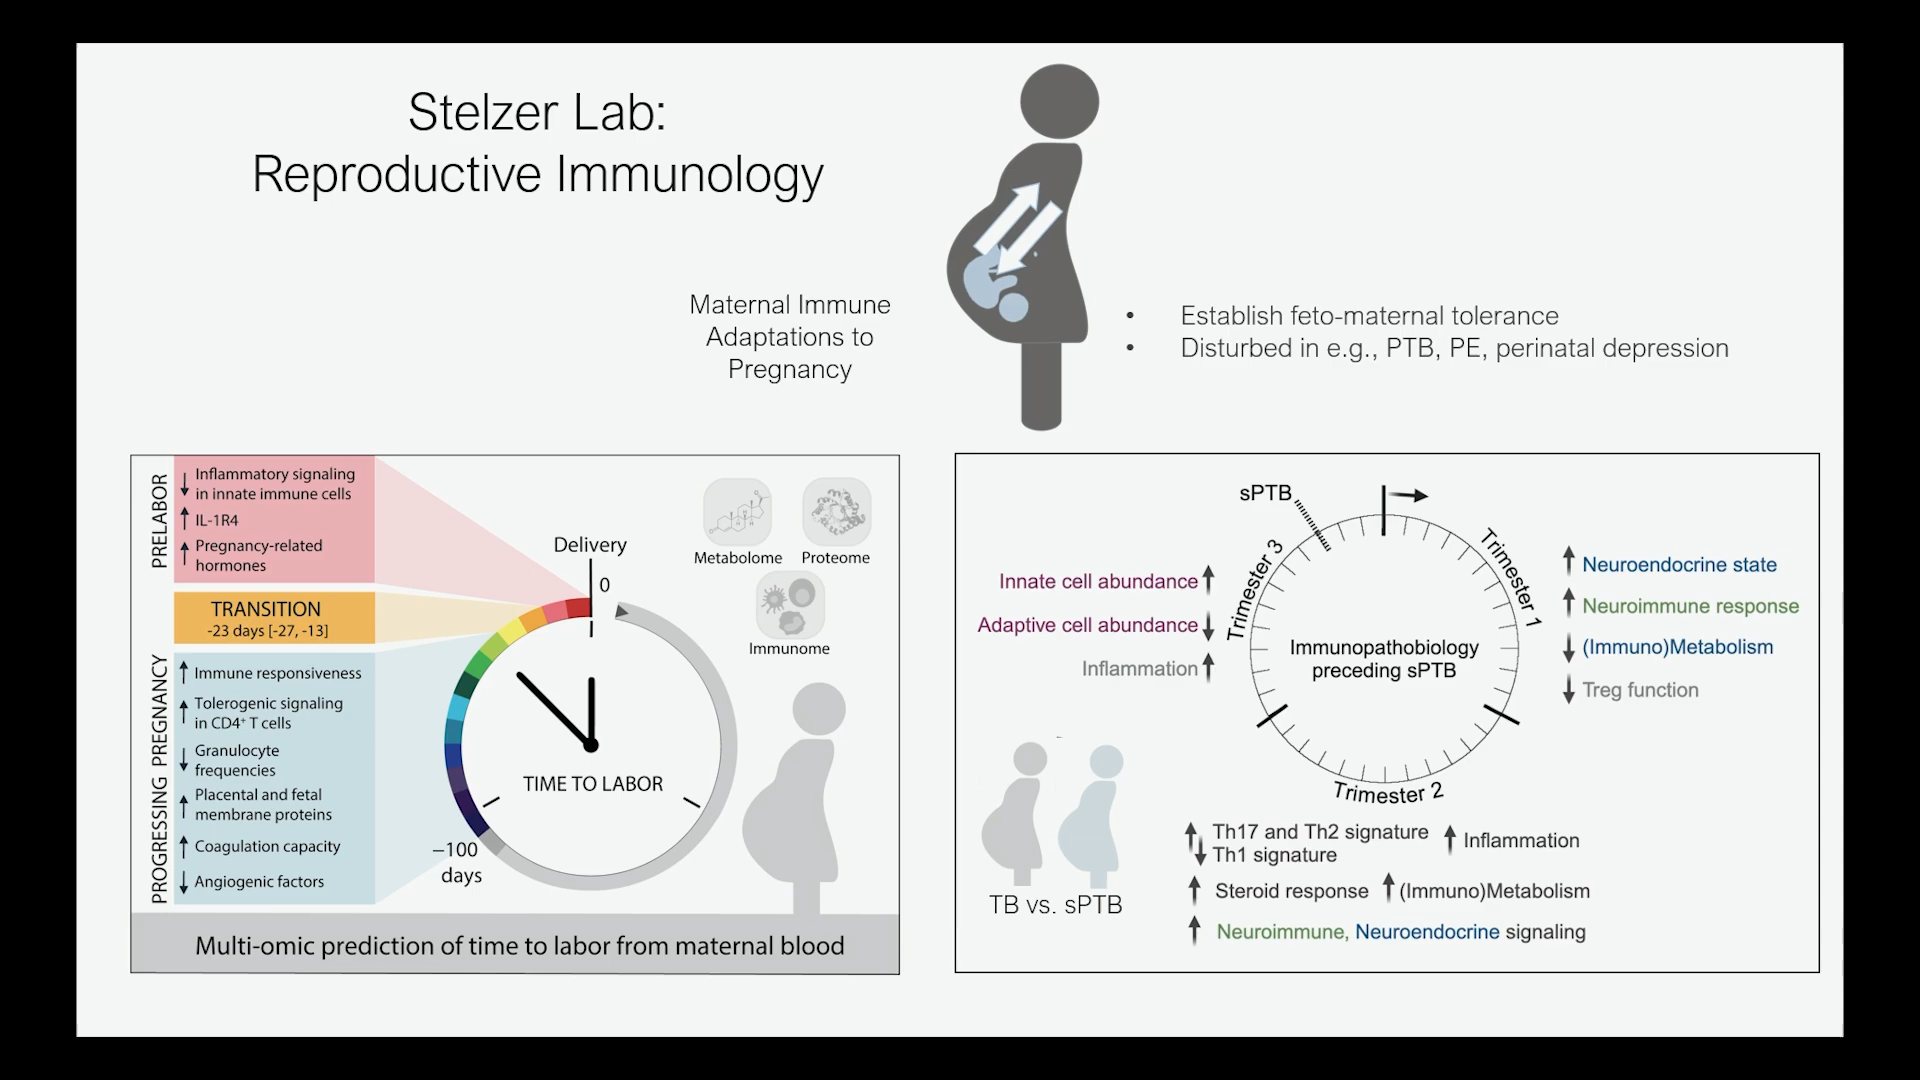 Stelzer Lab:
Reproductive Immunology
Maternal Immune
Adaptations to
Pregnancy
• Establish feto-maternal tolerance
• Disturbed in e.g., PTB, PE, perinatal depression
PRELABOR
↓ Inflammatory signaling
in innate immune cells
↑ IL-1R4
↑ Pregnancy-related
hormones
TRANSITION
-23 days [-27, -13]
PROGRESSING PREGNANCY
↑ Immune responsiveness
↑ Tolerogenic signaling
in CD4⁺ T cells
↓ Granulocyte
frequencies
↑ Placental and fetal
membrane proteins
↑ Coagulation capacity
↓ Angiogenic factors
Delivery
0
TIME TO LABOR
−100
days
Metabolome
Proteome
Immunome
Multi-omic prediction of time to labor from maternal blood
sPTB
Trimester 1
Trimester 2
Trimester 3
Immunopathobiology
preceding sPTB
Innate cell abundance ↑
Adaptive cell abundance ↓
Inflammation ↑
↑ Neuroendocrine state
↑ Neuroimmune response
↓ (Immuno)Metabolism
↓ Treg function
TB vs. sPTB
↑ Th17 and Th2 signature ↑ Inflammation
↓ Th1 signature
↑ Steroid response ↑ (Immuno)Metabolism
↑ Neuroimmune, Neuroendocrine signaling